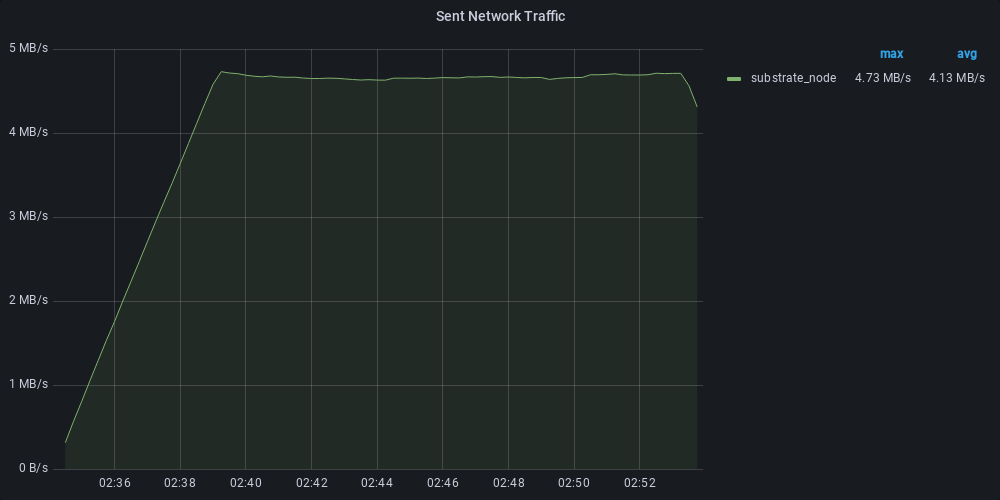 Sent Network Traffic
5 MB/s
4 MB/s
3 MB/s
2 MB/s
1 MB/s
0 B/s
02:36 02:38 02:40 02:42 02:44 02:46 02:48 02:50 02:52
max avg
substrate_node 4.73 MB/s 4.13 MB/s